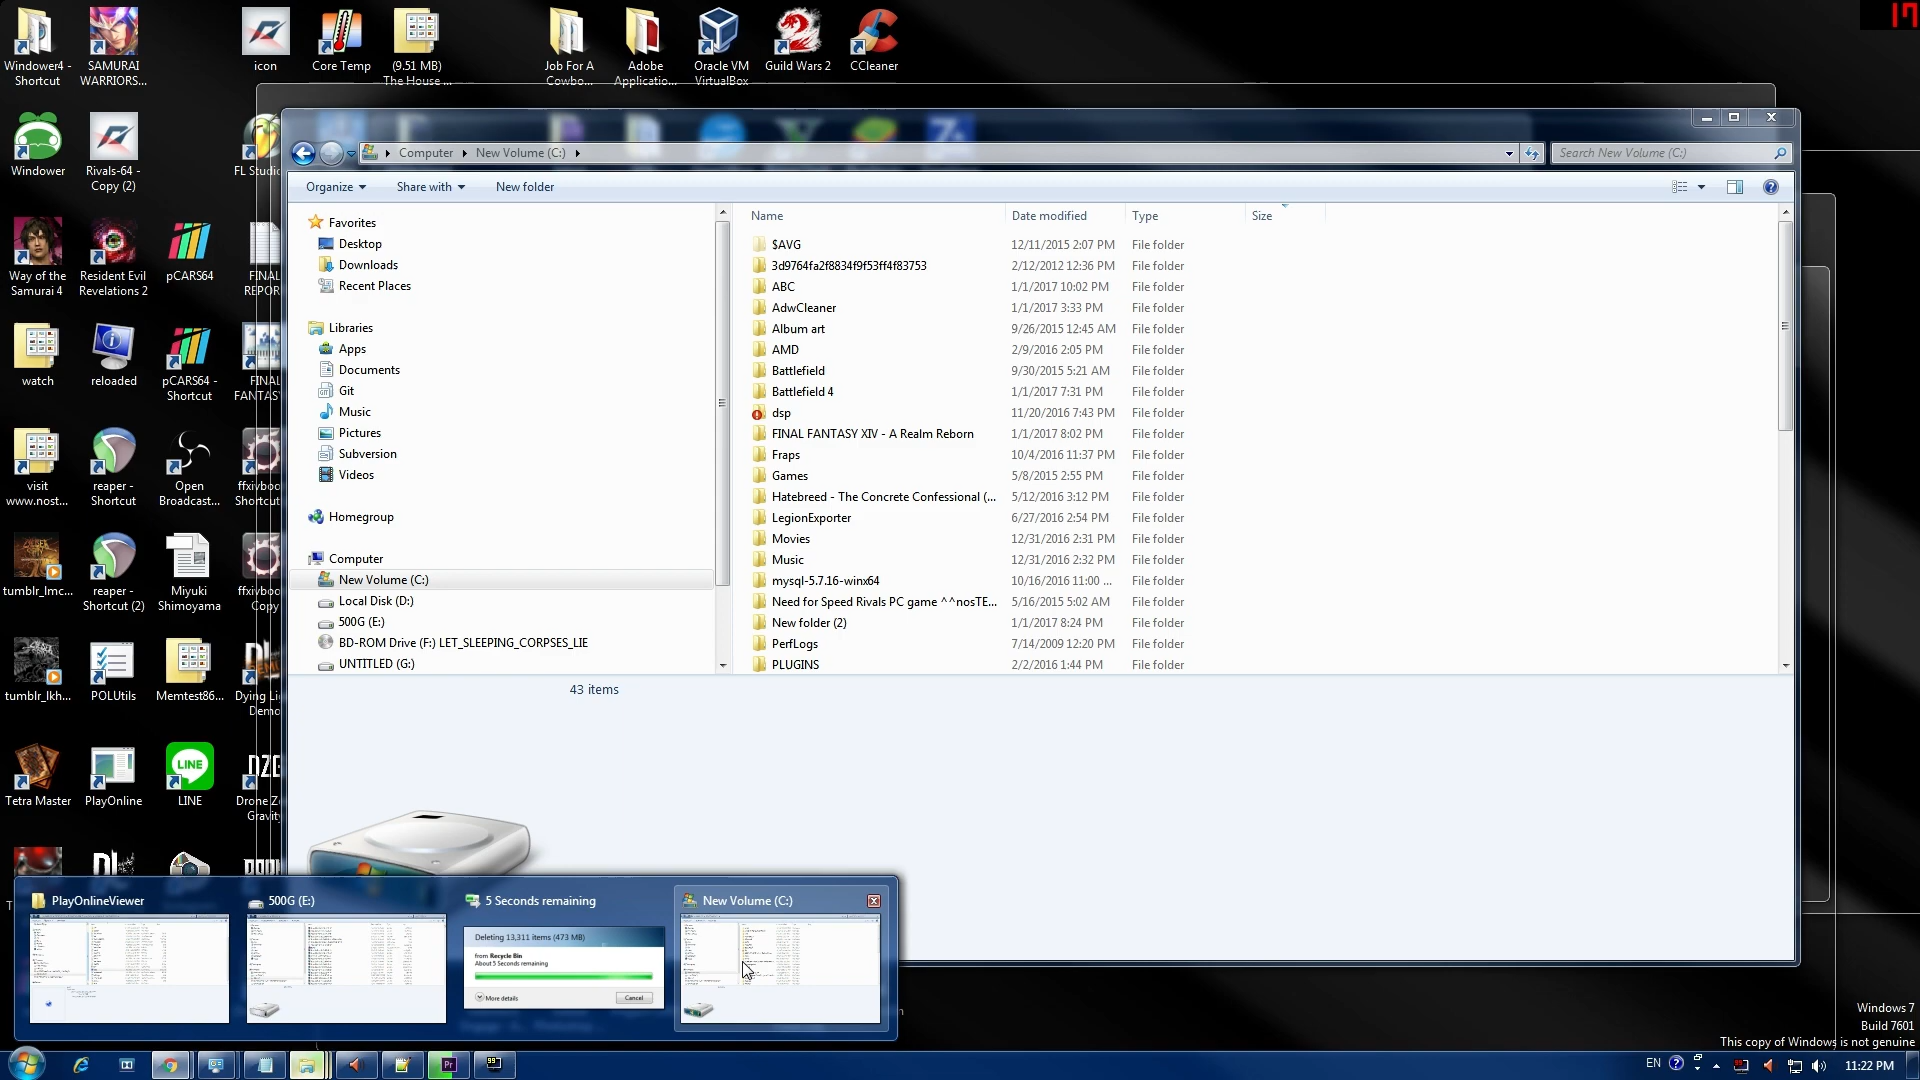 17
Windower4 -
Shortcut
SAMURAI
WARRIORS...
icon
Core Temp
(9.51 MB)
The House ...
Job For A
Cowbo...
Adobe
Applicatio...
Oracle VM
VirtualBox
Guild Wars 2
CCleaner
Windower
Rivals-64 -
Copy (2)
FL Studio
Way of the
Samurai 4
Resident Evil
Revelations 2
pCARS64
FINAL
REPOR
watch
reloaded
pCARS64 -
Shortcut
FINAL
FANTASY
visit
www.nost...
reaper -
Shortcut
Open
Broadcast...
ffxivboo
Shortcut
tumblr_lmc...
reaper -
Shortcut (2)
Miyuki
Shimoyama
ffxivboo
Copy
tumblr_lkh...
POLUtils
Memtest86...
Dying Li
Demo
Tetra Master
PlayOnline
LINE
LINE
Drone Z
Gravity
Computer
New Volume (C:)
Search New Volume (C:)
Organize
Share with
New folder
Favorites
Desktop
Downloads
Recent Places
Libraries
Apps
Documents
Git
Music
Pictures
Subversion
Videos
Homegroup
Computer
New Volume (C:)
Local Disk (D:)
500G (E:)
BD-ROM Drive (F:) LET_SLEEPING_CORPSES_LIE
UNTITLED (G:)
Name Date modified Type Size
$AVG 12/11/2015 2:07 PM File folder
3d9764fa2f8834f9f53ff4f83753 2/12/2012 12:36 PM File folder
ABC 1/1/2017 10:02 PM File folder
AdwCleaner 1/1/2017 3:33 PM File folder
Album art 9/26/2015 12:45 AM File folder
AMD 2/9/2016 2:05 PM File folder
Battlefield 9/30/2015 5:21 AM File folder
Battlefield 4 1/1/2017 7:31 PM File folder
dsp 11/20/2016 7:43 PM File folder
FINAL FANTASY XIV - A Realm Reborn 1/1/2017 8:02 PM File folder
Fraps 10/4/2016 11:37 PM File folder
Games 5/8/2015 2:55 PM File folder
Hatebreed - The Concrete Confessional (... 5/12/2016 3:12 PM File folder
LegionExporter 6/27/2016 2:54 PM File folder
Movies 12/31/2016 2:31 PM File folder
Music 12/31/2016 2:32 PM File folder
mysql-5.7.16-winx64 10/16/2016 11:00 ... File folder
Need for Speed Rivals PC game ^^nosTE... 5/16/2015 5:02 AM File folder
New folder (2) 1/1/2017 8:24 PM File folder
PerfLogs 7/14/2009 12:20 PM File folder
PLUGINS 2/2/2016 1:44 PM File folder
43 items
PlayOnlineViewer
500G (E:)
5 Seconds remaining
New Volume (C:)
Deleting 13,311 items (473 MB)
from Recycle Bin
About 5 Seconds remaining
More details
Cancel
Windows 7
Build 7601
This copy of Windows is not genuine
Pr
EN
11:22 PM